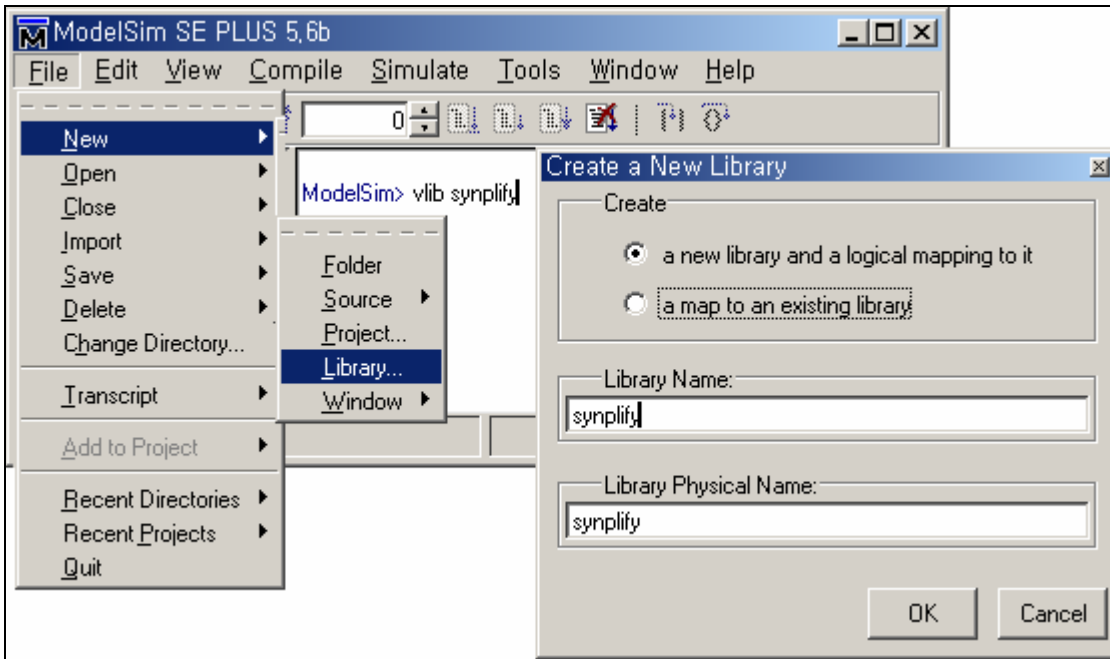 ModelSim SE PLUS 5,6b
File Edit View Compile Simulate Tools Window Help
0
New
Open
Close
Import
Save
Delete
Change Directory...
Transcript
Add to Project
Recent Directories
Recent Projects
Quit
ModelSim> vlib synplify
Folder
Source
Project...
Library...
Window
Create a New Library
Create
a new library and a logical mapping to it
a map to an existing library
Library Name:
synplify
Library Physical Name:
synplify
OK Cancel